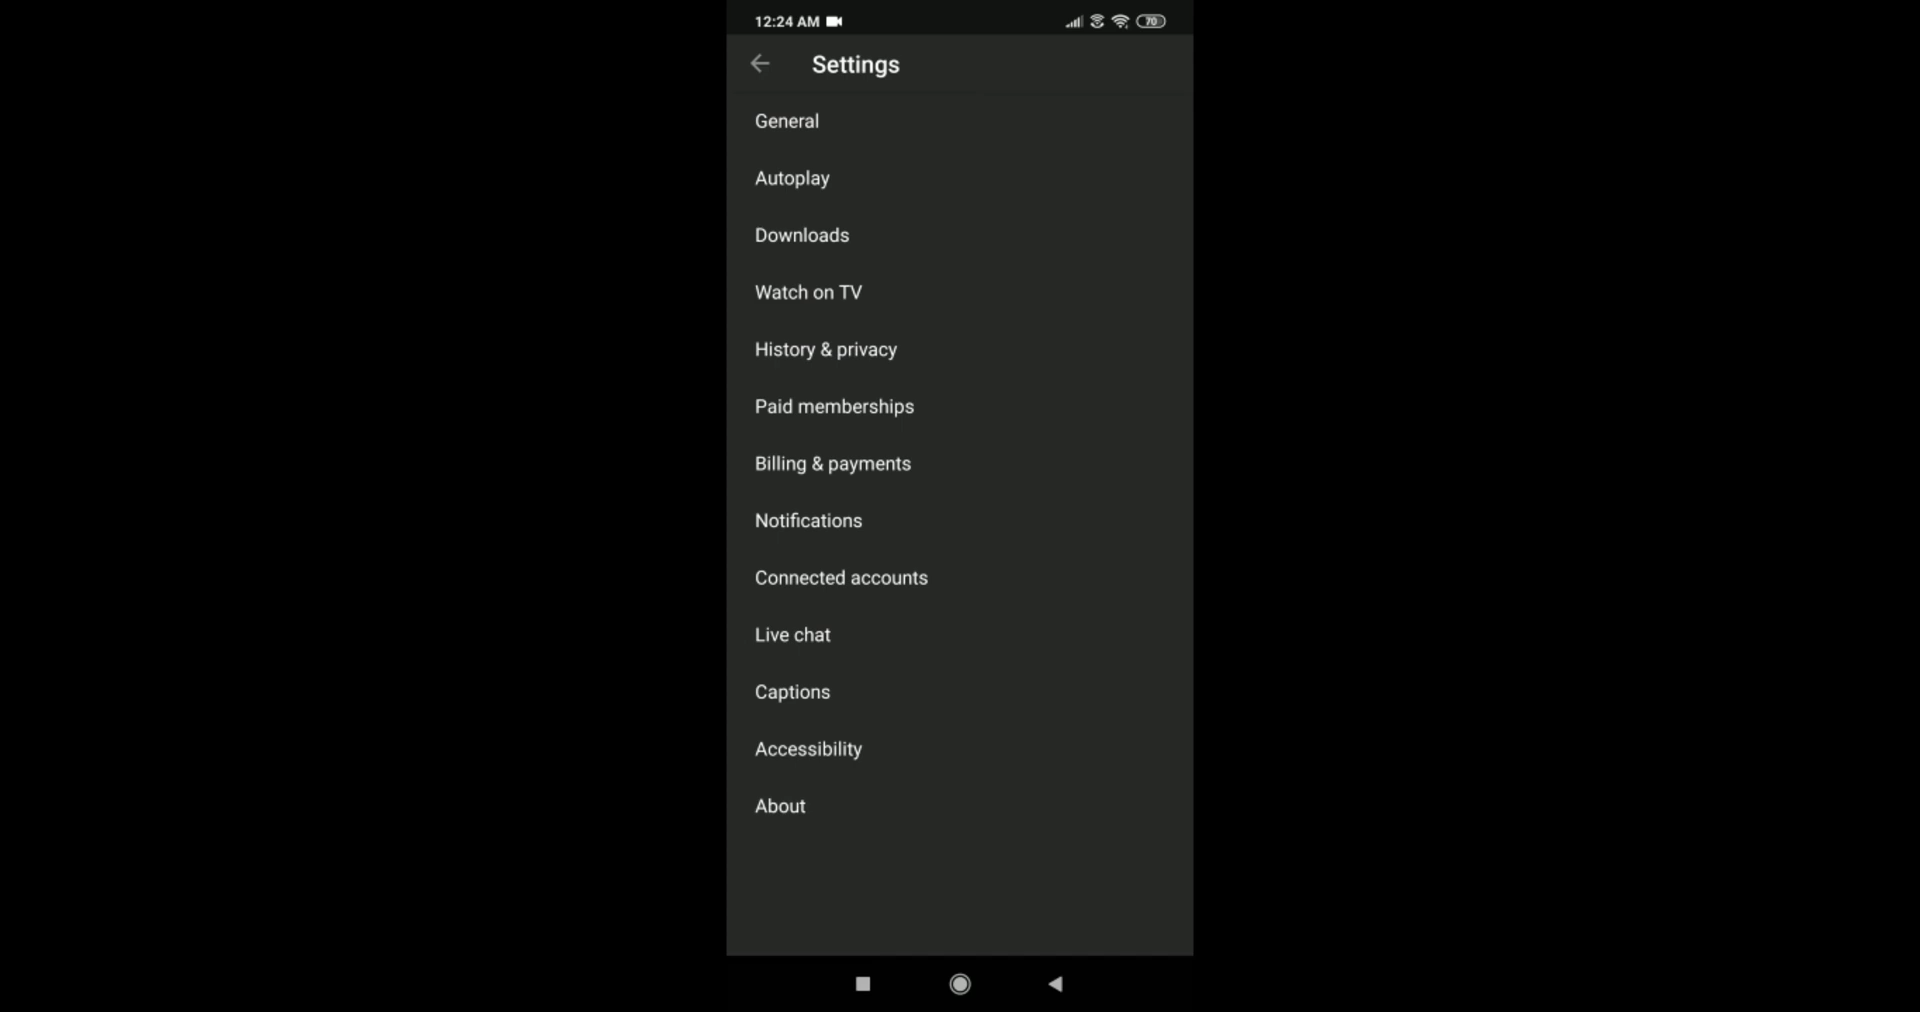 12:24 AM 70
Settings
General
Autoplay
Downloads
Watch on TV
History & privacy
Paid memberships
Billing & payments
Notifications
Connected accounts
Live chat
Captions
Accessibility
About